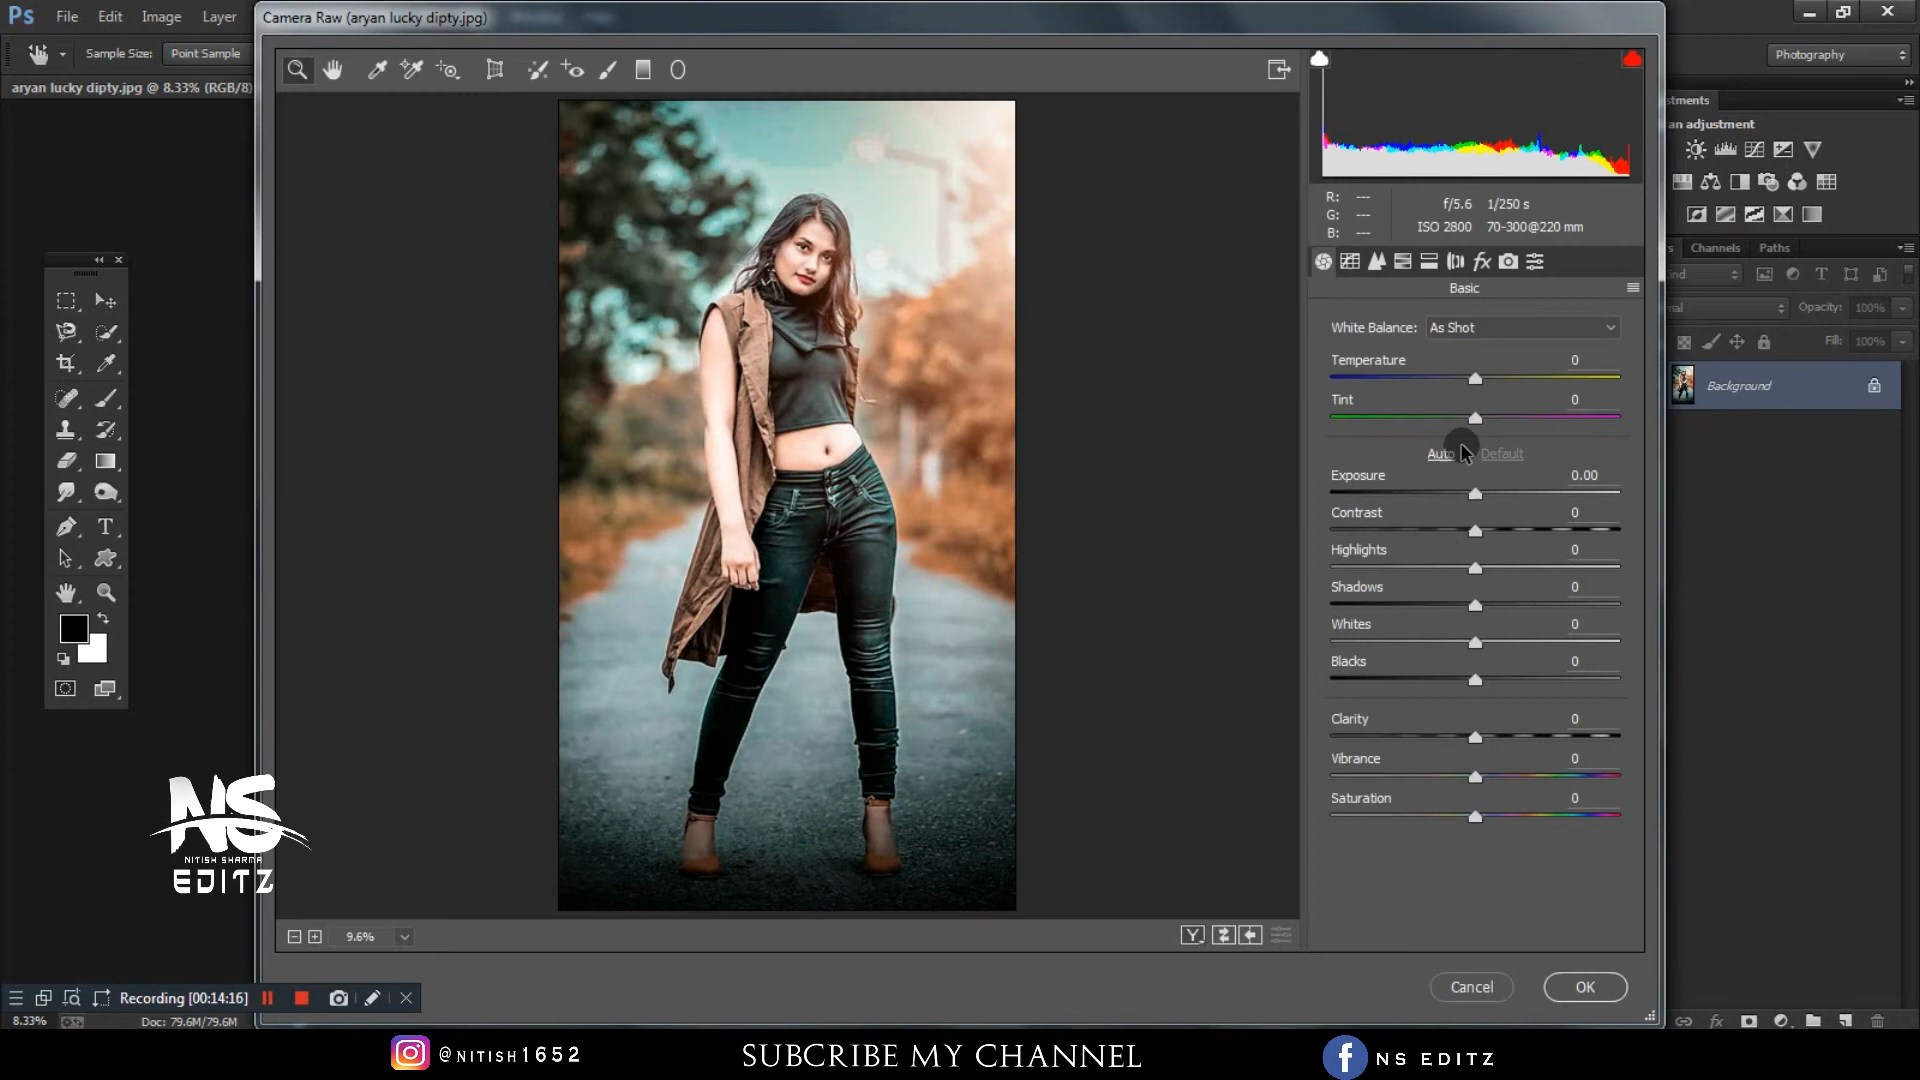 Ps File Edit Image Layer
Camera Raw (aryan lucky dipty.jpg)
Sample Size: Point Sample
Photography
aryan lucky dipty.jpg @ 8.33% (RGB/8)
stments
an adjustment
R: --- f/5.6 1/250 s
G: ---
B: --- ISO 2800 70-300@220 mm
Channels Paths
Basic
White Balance: As Shot
Opacity: 100%
Fill: 100%
Temperature 0
Background
Tint 0
Auto Default
Exposure 0.00
Contrast 0
Highlights 0
Shadows 0
Whites 0
Blacks 0
Clarity 0
Vibrance 0
Saturation 0
NS
NITISH SHARMA
EDITZ
9.6%
Y
Cancel OK
Recording [00:14:16]
8.33% Doc: 79.6M/79.6M
@NITISH1652 SUBCRIBE MY CHANNEL f NS EDITZ